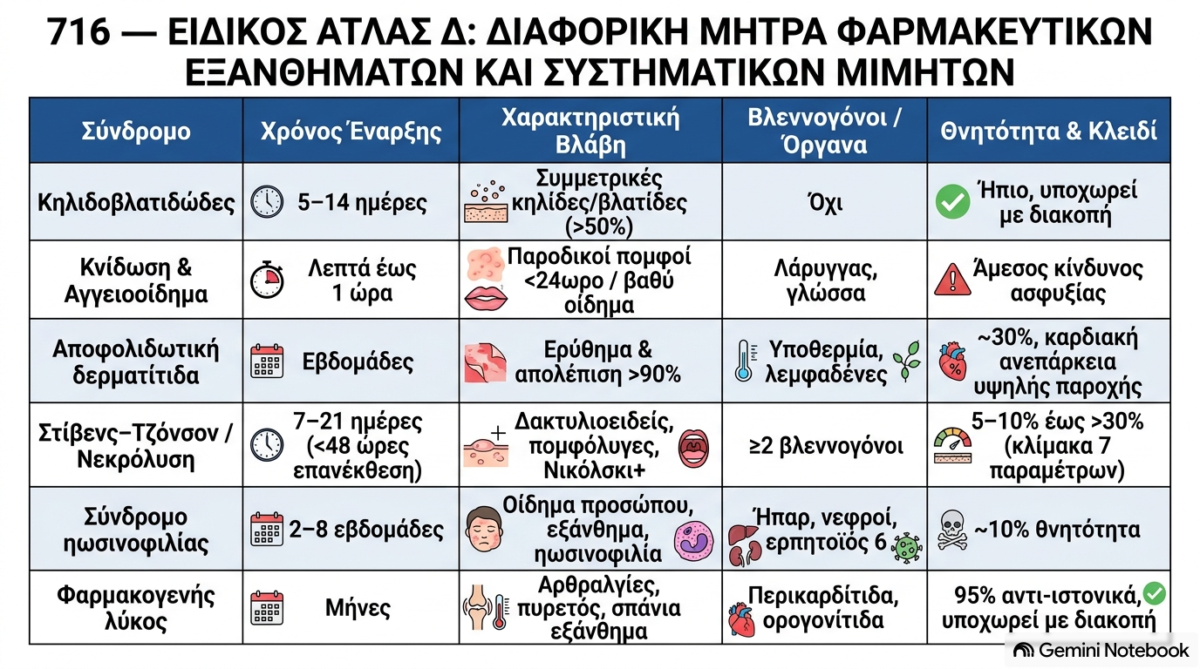 716 — ΕΙΔΙΚΟΣ ΑΤΛΑΣ Δ: ΔΙΑΦΟΡΙΚΗ ΜΗΤΡΑ ΦΑΡΜΑΚΕΥΤΙΚΩΝ
ΕΞΑΝΘΗΜΑΤΩΝ ΚΑΙ ΣΥΣΤΗΜΑΤΙΚΩΝ ΜΙΜΗΤΩΝ
Σύνδρομο
Χρόνος Έναρξης
Χαρακτηριστική
Βλάβη
Βλεννογόνοι /
Όργανα
Θνητότητα & Κλειδί
Κηλιδοβλατιδώδες
5–14 ημέρες
Συμμετρικές
κηλίδες/βλατίδες
(>50%)
Όχι
Ήπιο, υποχωρεί
με διακοπή
Κνίδωση &
Αγγειοοίδημα
Λεπτά έως
1 ώρα
Παροδικοί πομφοί
<24ωρο / βαθύ
οίδημα
Λάρυγγας,
γλώσσα
Άμεσος κίνδυνος
ασφυξίας
Αποφολιδωτική
δερματίτιδα
Εβδομάδες
Ερύθημα &
απολέπιση >90%
Υποθερμία,
λεμφαδένες
~30%, καρδιακή
ανεπάρκεια
υψηλής παροχής
Στίβενς–Τζόνσον /
Νεκρόλυση
7–21 ημέρες
(<48 ώρες
επανέκθεση)
Δακτυλιοειδείς,
πομφόλυγες,
Νικόλσκι+
≥2 βλεννογόνοι
5–10% έως >30%
(κλίμακα 7
παραμέτρων)
Σύνδρομο
ηωσινοφιλίας
2–8 εβδομάδες
Οίδημα προσώπου,
εξάνθημα,
ηωσινοφιλία
Ήπαρ, νεφροί,
ερπητοϊός 6
~10% θνητότητα
Φαρμακογενής
λύκος
Μήνες
Αρθραλγίες,
πυρετός, σπάνια
εξάνθημα
Περικαρδίτιδα,
ορογονίτιδα
95% αντι-ιστονικά,
υποχωρεί με διακοπή
Gemini Notebook